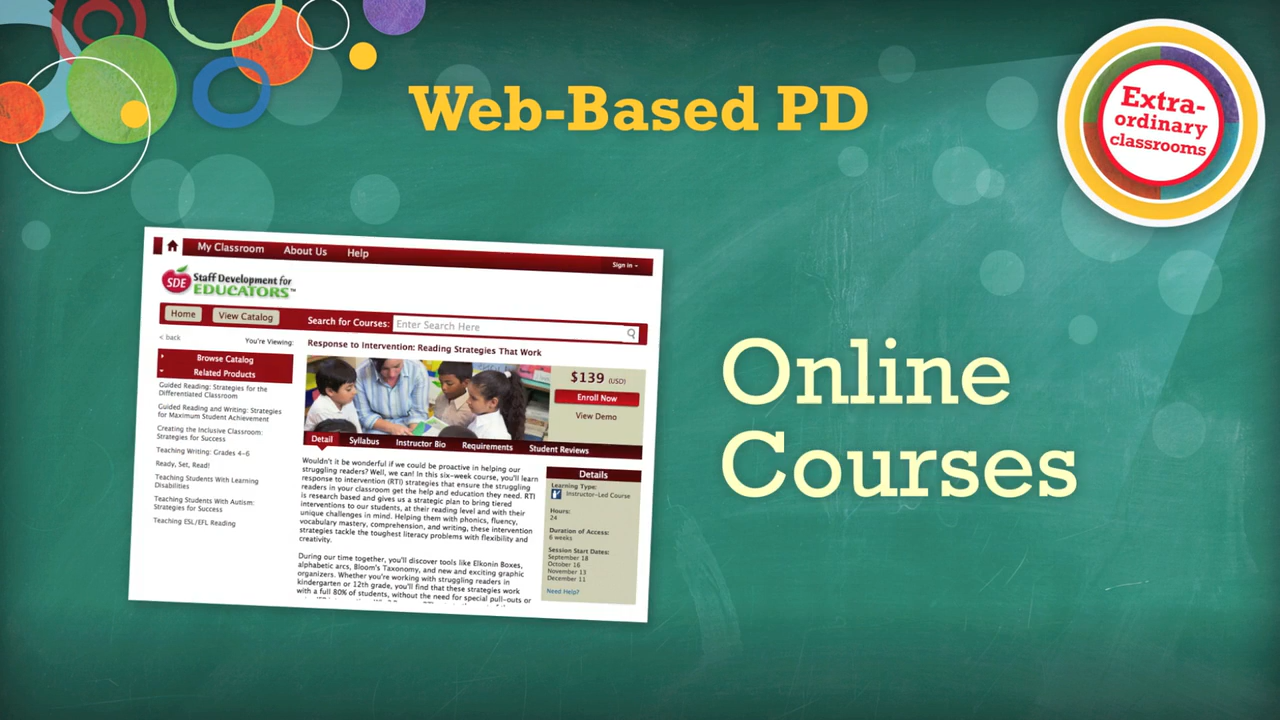 Web-Based PD
Extra-
ordinary
classrooms
My Classroom About Us Help
Sign in
SDE Staff Development for
EDUCATORS™
Home View Catalog
Search for Courses: Enter Search Here
< back
You're Viewing:
Response to Intervention: Reading Strategies That Work
Browse Catalog
Related Products
Guided Reading: Strategies for the
Differentiated Classroom
Guided Reading and Writing: Strategies
for Maximum Student Achievement
Creating the Inclusive Classroom:
Strategies for Success
Teaching Writing: Grades 4-6
Ready, Set, Read!
Teaching Students With Learning
Disabilities
Teaching Students With Autism:
Strategies for Success
Teaching ESL/EFL Reading
$139 (USD)
Enroll Now
View Demo
Detail Syllabus Instructor Bio Requirements Student Reviews
Wouldn't it be wonderful if we could be proactive in helping our
struggling readers? Well, we can! In this six-week course, you'll learn
response to intervention (RTI) strategies that ensure the struggling
readers in your classroom get the help and education they need. RTI
is research based and gives us a strategic plan to bring tiered
interventions to our students, at their reading level and with their
unique challenges in mind. Helping them with phonics, fluency,
vocabulary mastery, comprehension, and writing, these intervention
strategies tackle the toughest literacy problems with flexibility and
creativity.
During our time together, you'll discover tools like Elkonin Boxes,
alphabetic arcs, Bloom's Taxonomy, and new and exciting graphic
organizers. Whether you're working with struggling readers in
kindergarten or 12th grade, you'll find that these strategies work
with a full 80% of students, without the need for special pull-outs or
Details
Learning Type:
Instructor-Led Course
Hours:
24
Duration of Access:
6 weeks
Session Start Dates:
September 18
October 16
November 13
December 11
Need Help?
Online
Courses